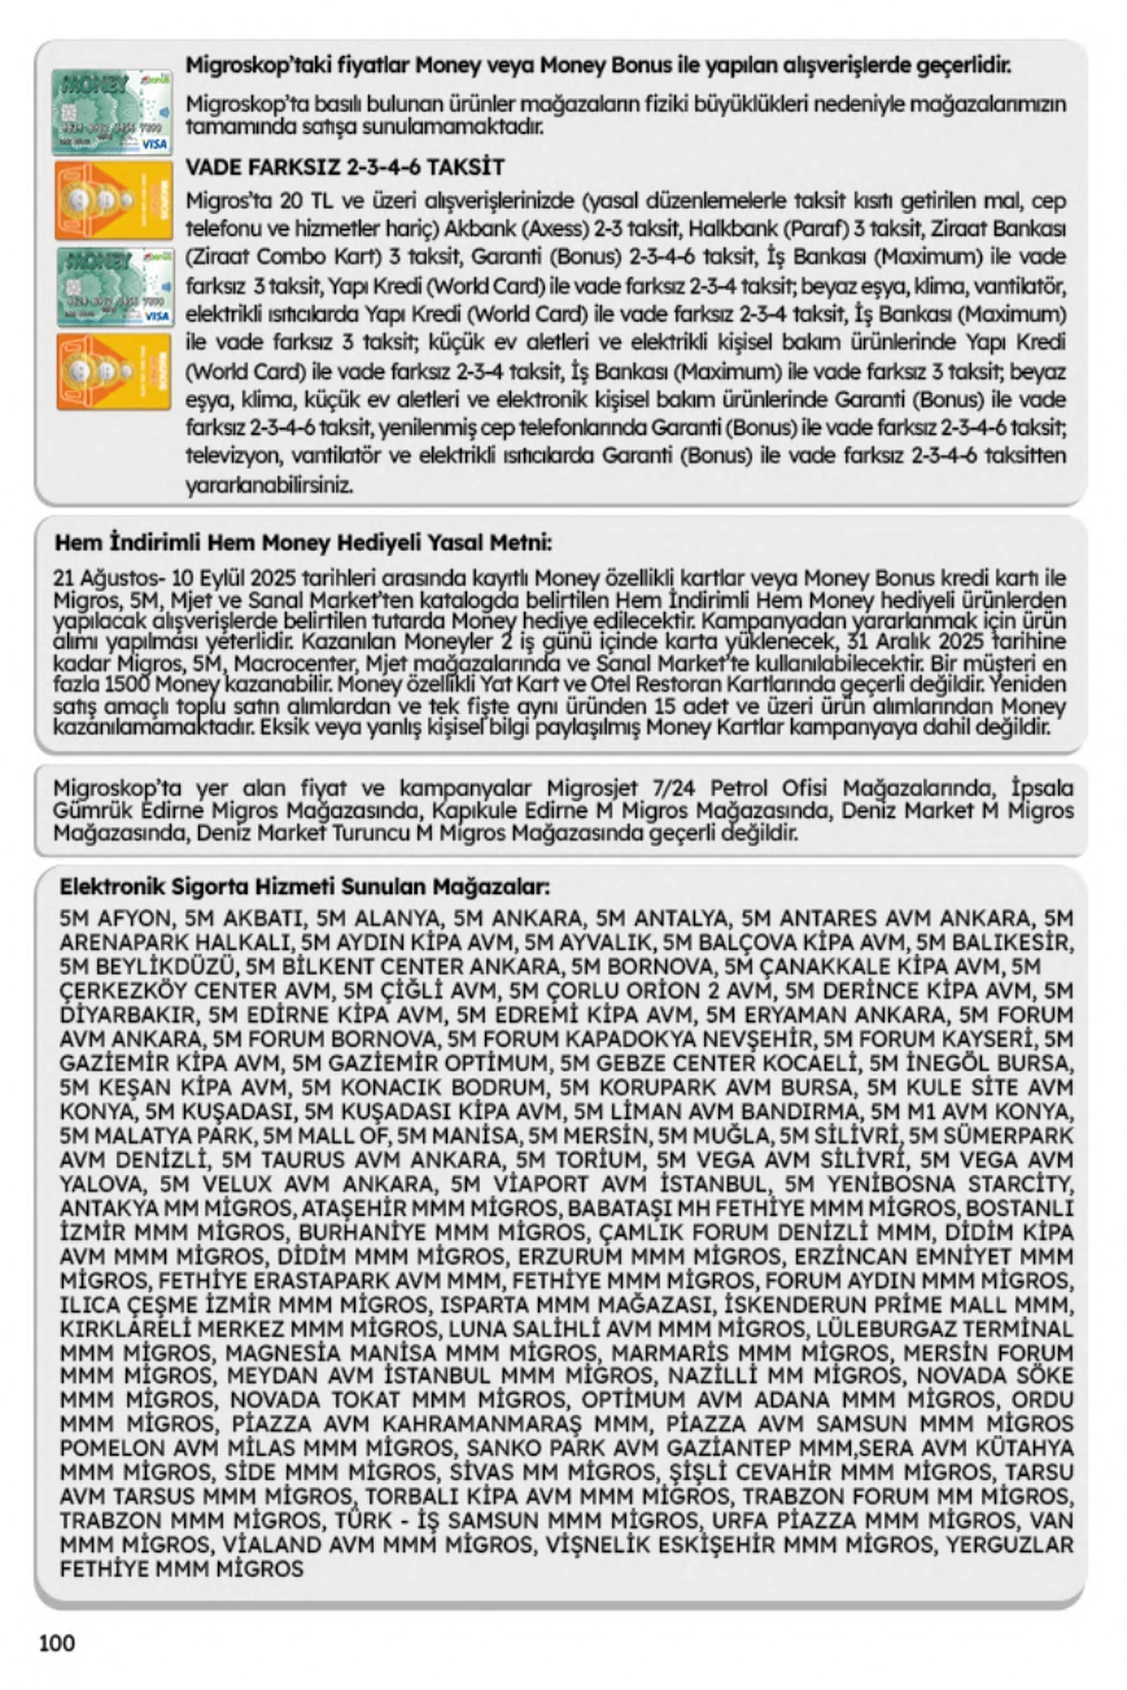 Migroskop'taki fiyatlar Money veya Money Bonus ile yapılan alışverişlerde geçerlidir.
Migroskop'ta basılı bulunan ürünler mağazaların fiziki büyüklükleri nedeniyle mağazalarımızın
tamamında satışa sunulamamaktadır.
VADE FARKSIZ 2-3-4-6 TAKSİT
Migros'ta 20 TL ve üzeri alışverişlerinizde (yasal düzenlemelerle taksit kısıtı getirilen mal, cep
telefonu ve hizmetler hariç) Akbank (Axess) 2-3 taksit, Halkbank (Paraf) 3 taksit, Ziraat Bankası
(Ziraat Combo Kart) 3 taksit, Garanti (Bonus) 2-3-4-6 taksit, İş Bankası (Maximum) ile vade
farksız 3 taksit, Yapı Kredi (World Card) ile vade farksız 2-3-4 taksit; beyaz eşya, klima, vantilatör,
elektrikli ısıtıcılarda Yapı Kredi (World Card) ile vade farksız 2-3-4 taksit, İş Bankası (Maximum)
ile vade farksız 3 taksit; küçük ev aletleri ve elektrikli kişisel bakım ürünlerinde Yapı Kredi
(World Card) ile vade farksız 2-3-4 taksit, İş Bankası (Maximum) ile vade farksız 3 taksit; beyaz
eşya, klima, küçük ev aletleri ve elektronik kişisel bakım ürünlerinde Garanti (Bonus) ile vade
farksız 2-3-4-6 taksit, yenilenmiş cep telefonlarında Garanti (Bonus) ile vade farksız 2-3-4-6 taksit;
televizyon, vantilatör ve elektrikli ısıtıcılarda Garanti (Bonus) ile vade farksız 2-3-4-6 taksitten
yararlanabilirsiniz.
MONEY
bonus
VISA
MIGROS
MONEY
bonus
VISA
MIGROS
Hem İndirimli Hem Money Hediyeli Yasal Metni:
21 Ağustos- 10 Eylül 2025 tarihleri arasında kayıtlı Money özellikli kartlar veya Money Bonus kredi kartı ile
Migros, 5M, Mjet ve Sanal Market'ten katalogda belirtilen Hem İndirimli Hem Money hediyeli ürünlerden
yapılacak alışverişlerde belirtilen tutarda Money hediye edilecektir. Kampanyadan yararlanmak için ürün
alımı yapılması yeterlidir. Kazanılan Moneyler 2 iş günü içinde karta yüklenecek, 31 Aralık 2025 tarihine
kadar Migros, 5M, Macrocenter, Mjet mağazalarında ve Sanal Market'te kullanılabilecektir. Bir müşteri en
fazla 1500 Money kazanabilir. Money özellikli Yat Kart ve Otel Restoran Kartlarında geçerli değildir. Yeniden
satış amaçlı toplu satın alımlardan ve tek fişte aynı üründen 15 adet ve üzeri ürün alımlarından Money
kazanılamamaktadır. Eksik veya yanlış kişisel bilgi paylaşılmış Money Kartlar kampanyaya dahil değildir.
Migroskop'ta yer alan fiyat ve kampanyalar Migrosjet 7/24 Petrol Ofisi Mağazalarında, İpsala
Gümrük Edirne Migros Mağazasında, Kapıkule Edirne M Migros Mağazasında, Deniz Market M Migros
Mağazasında, Deniz Market Turuncu M Migros Mağazasında geçerli değildir.
Elektronik Sigorta Hizmeti Sunulan Mağazalar:
5M AFYON, 5M AKBATI, 5M ALANYA, 5M ANKARA, 5M ANTALYA, 5M ANTARES AVM ANKARA, 5M
ARENAPARK HALKALI, 5M AYDIN KİPA AVM, 5M AYVALIK, 5M BALÇOVA KİPA AVM, 5M BALIKESİR,
5M BEYLİKDÜZÜ, 5M BİLKENT CENTER ANKARA, 5M BORNOVA, 5M ÇANAKKALE KİPA AVM, 5M
ÇERKEZKÖY CENTER AVM, 5M ÇİĞLİ AVM, 5M ÇORLU ORİON 2 AVM, 5M DERİNCE KİPA AVM, 5M
DİYARBAKIR, 5M EDİRNE KİPA AVM, 5M EDREMİ KİPA AVM, 5M ERYAMAN ANKARA, 5M FORUM
AVM ANKARA, 5M FORUM BORNOVA, 5M FORUM KAPADOKYA NEVŞEHİR, 5M FORUM KAYSERİ, 5M
GAZİEMİR KİPA AVM, 5M GAZİEMİR OPTİMUM, 5M GEBZE CENTER KOCAELİ, 5M İNEGÖL BURSA,
5M KEŞAN KİPA AVM, 5M KONACIK BODRUM, 5M KORUPARK AVM BURSA, 5M KULE SİTE AVM
KONYA, 5M KUŞADASI, 5M KUŞADASI KİPA AVM, 5M LİMAN AVM BANDIRMA, 5M M1 AVM KONYA,
5M MALATYA PARK, 5M MALL OF, 5M MANİSA, 5M MERSİN, 5M MUĞLA, 5M SİLİVRİ, 5M SÜMERPARK
AVM DENİZLİ, 5M TAURUS AVM ANKARA, 5M TORİUM, 5M VEGA AVM SİLİVRİ, 5M VEGA AVM
YALOVA, 5M VELUX AVM ANKARA, 5M VİAPORT AVM İSTANBUL, 5M YENİBOSNA STARCİTY,
ANTAKYA MM MİGROS, ATAŞEHİR MMM MİGROS, BABATAŞI MH FETHİYE MMM MİGROS, BOSTANLI
İZMİR MMM MİGROS, BURHANİYE MMM MİGROS, ÇAMLIK FORUM DENİZLİ MMM, DİDİM KİPA
AVM MMM MİGROS, DİDİM MMM MİGROS, ERZURUM MMM MİGROS, ERZİNCAN EMNİYET MMM
MİGROS, FETHİYE ERASTAPARK AVM MMM, FETHİYE MMM MİGROS, FORUM AYDIN MMM MİGROS,
ILICA ÇEŞME İZMİR MMM MİGROS, ISPARTA MMM MAĞAZASI, İSKENDERUN PRİME MALL MMM,
KIRKLARELİ MERKEZ MMM MİGROS, LUNA SALİHLİ AVM MMM MİGROS, LÜLEBURGAZ TERMİNAL
MMM MİGROS, MAGNESİA MANİSA MMM MİGROS, MARMARİS MMM MİGROS, MERSİN FORUM
MMM MİGROS, MEYDAN AVM İSTANBUL MMM MİGROS, NAZİLLİ MM MİGROS, NOVADA SÖKE
MMM MİGROS, NOVADA TOKAT MMM MİGROS, OPTİMUM AVM ADANA MMM MİGROS, ORDU
MMM MİGROS, PİAZZA AVM KAHRAMANMARAŞ MMM, PİAZZA AVM SAMSUN MMM MİGROS
POMELON AVM MİLAS MMM MİGROS, SANKO PARK AVM GAZİANTEP MMM,SERA AVM KÜTAHYA
MMM MİGROS, SİDE MMM MİGROS, SİVAS MM MİGROS, ŞİŞLİ CEVAHİR MMM MİGROS, TARSU
AVM TARSUS MMM MİGROS, TORBALI KİPA AVM MMM MİGROS, TRABZON FORUM MM MİGROS,
TRABZON MMM MİGROS, TÜRK - İŞ SAMSUN MMM MİGROS, URFA PİAZZA MMM MİGROS, VAN
MMM MİGROS, VİALAND AVM MMM MİGROS, VİŞNELİK ESKİŞEHİR MMM MİGROS, YERGUZLAR
FETHİYE MMM MİGROS
100